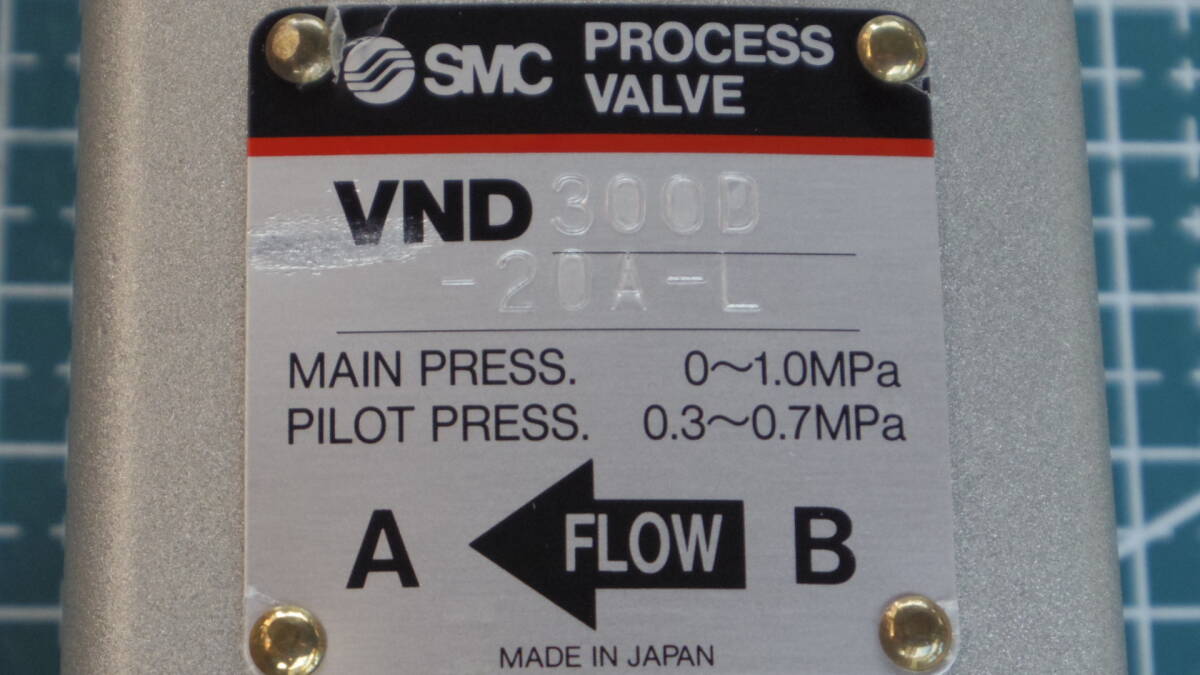 SMC PROCESS
VALVE
VND 300D
-20A-L
MAIN PRESS. 0～1.0MPa
PILOT PRESS. 0.3～0.7MPa
A FLOW B
MADE IN JAPAN